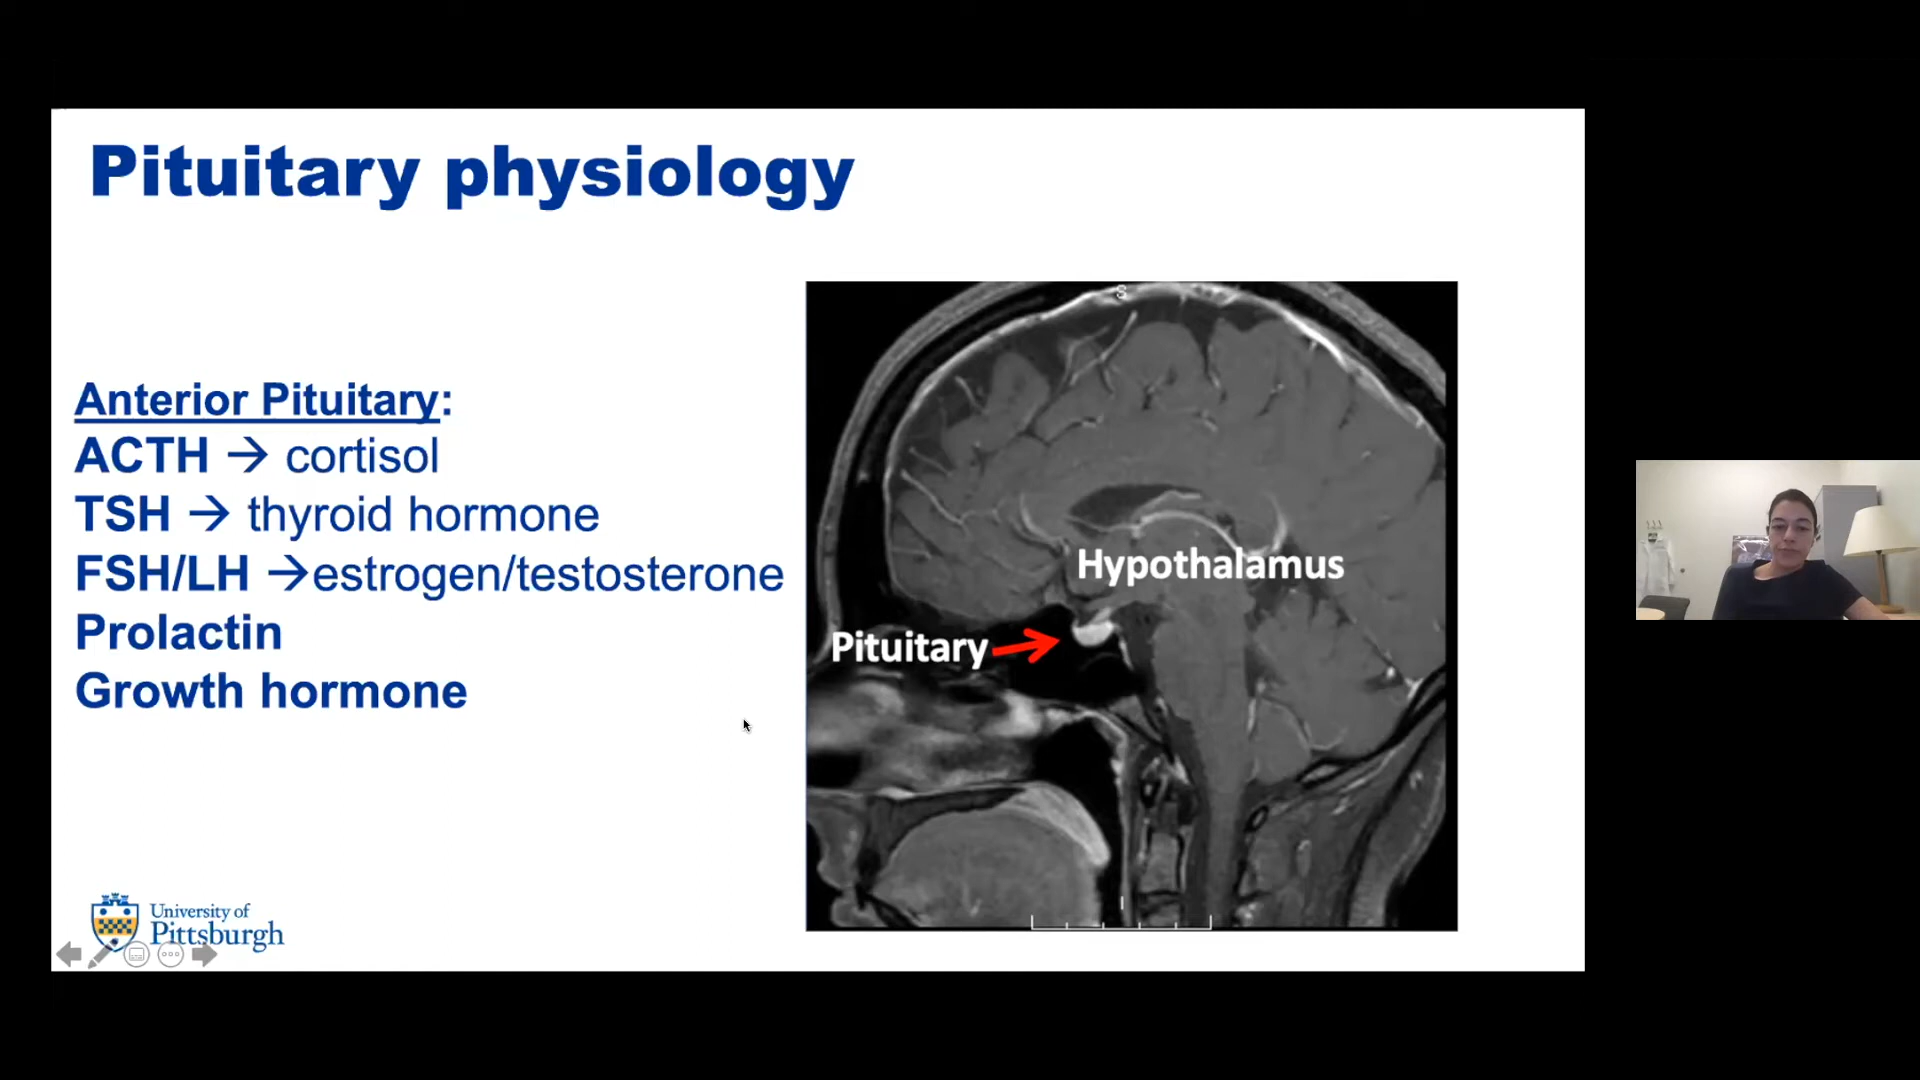 Pituitary physiology
Anterior Pituitary:
ACTH → cortisol
TSH → thyroid hormone
FSH/LH →estrogen/testosterone
Prolactin
Growth hormone
S
Hypothalamus
Pituitary
I
University of
Pittsburgh